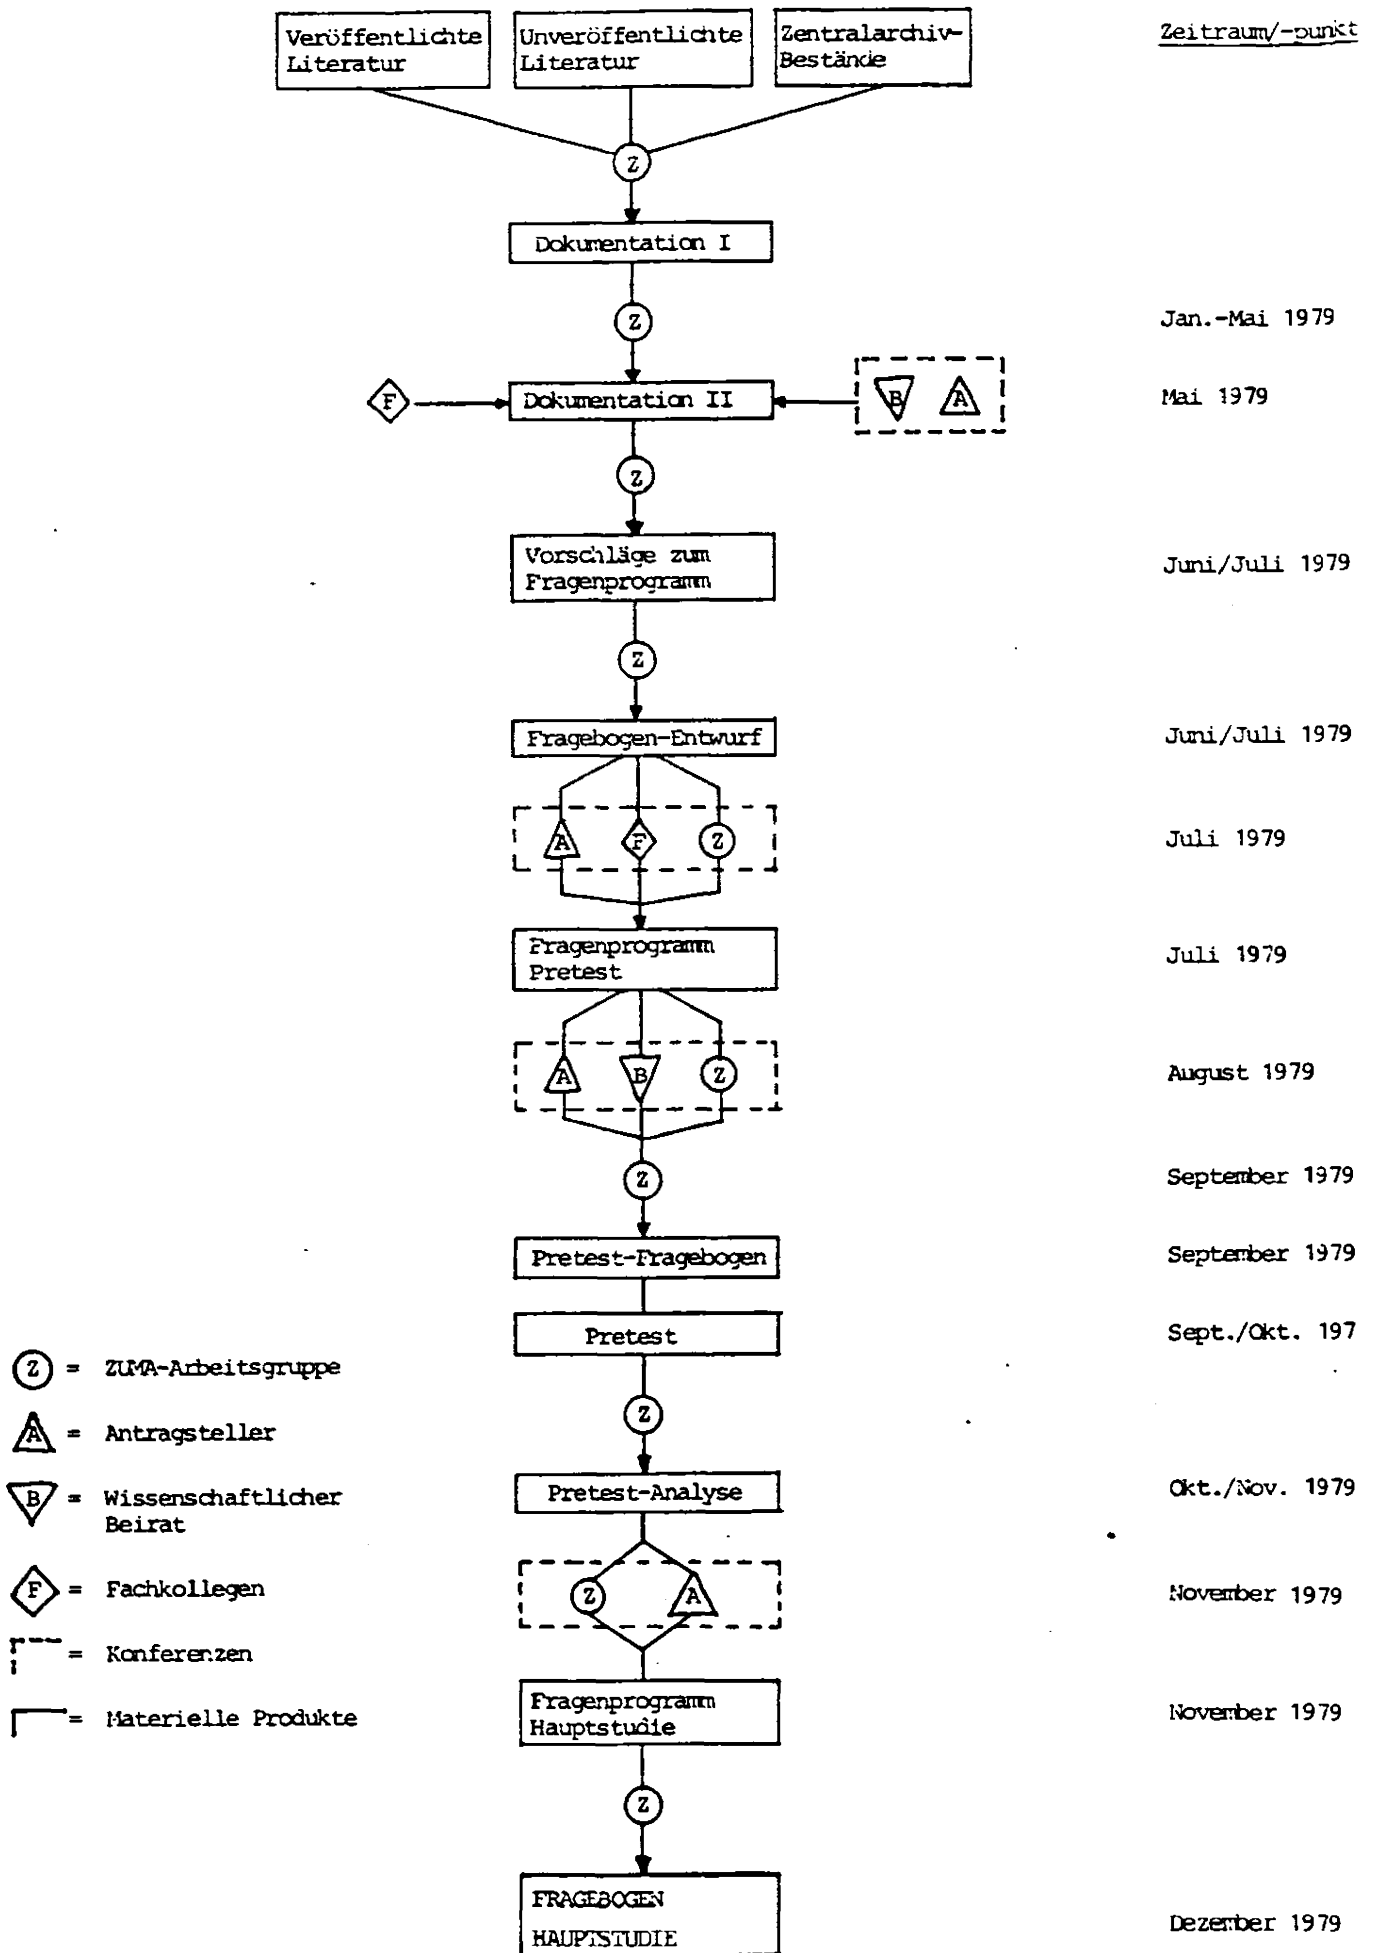 Veröffentlichte
Literatur
Unveröffentlichte
Literatur
Zentralarchiv-
Bestände
Zeitraum/-punkt
Z
Dokumentation I
Z
Jan.-Mai 1979
F
Dokumentation II
B A
Mai 1979
Z
Vorschläge zum
Fragenprogramm
Juni/Juli 1979
Z
Fragebogen-Entwurf
Juni/Juli 1979
A F Z
Juli 1979
Fragenprogramm
Pretest
Juli 1979
A B Z
August 1979
Z
September 1979
Pretest-Fragebogen
September 1979
Pretest
Sept./Okt. 197
Z = ZUMA-Arbeitsgruppe
Z
A = Antragsteller
Pretest-Analyse
Okt./Nov. 1979
B = Wissenschaftlicher
Beirat
F = Fachkollegen
Z A
November 1979
= Konferenzen
= Materielle Produkte
Fragenprogramm
Hauptstudie
November 1979
Z
FRAGEBOGEN
HAUPTSTUDIE
Dezember 1979